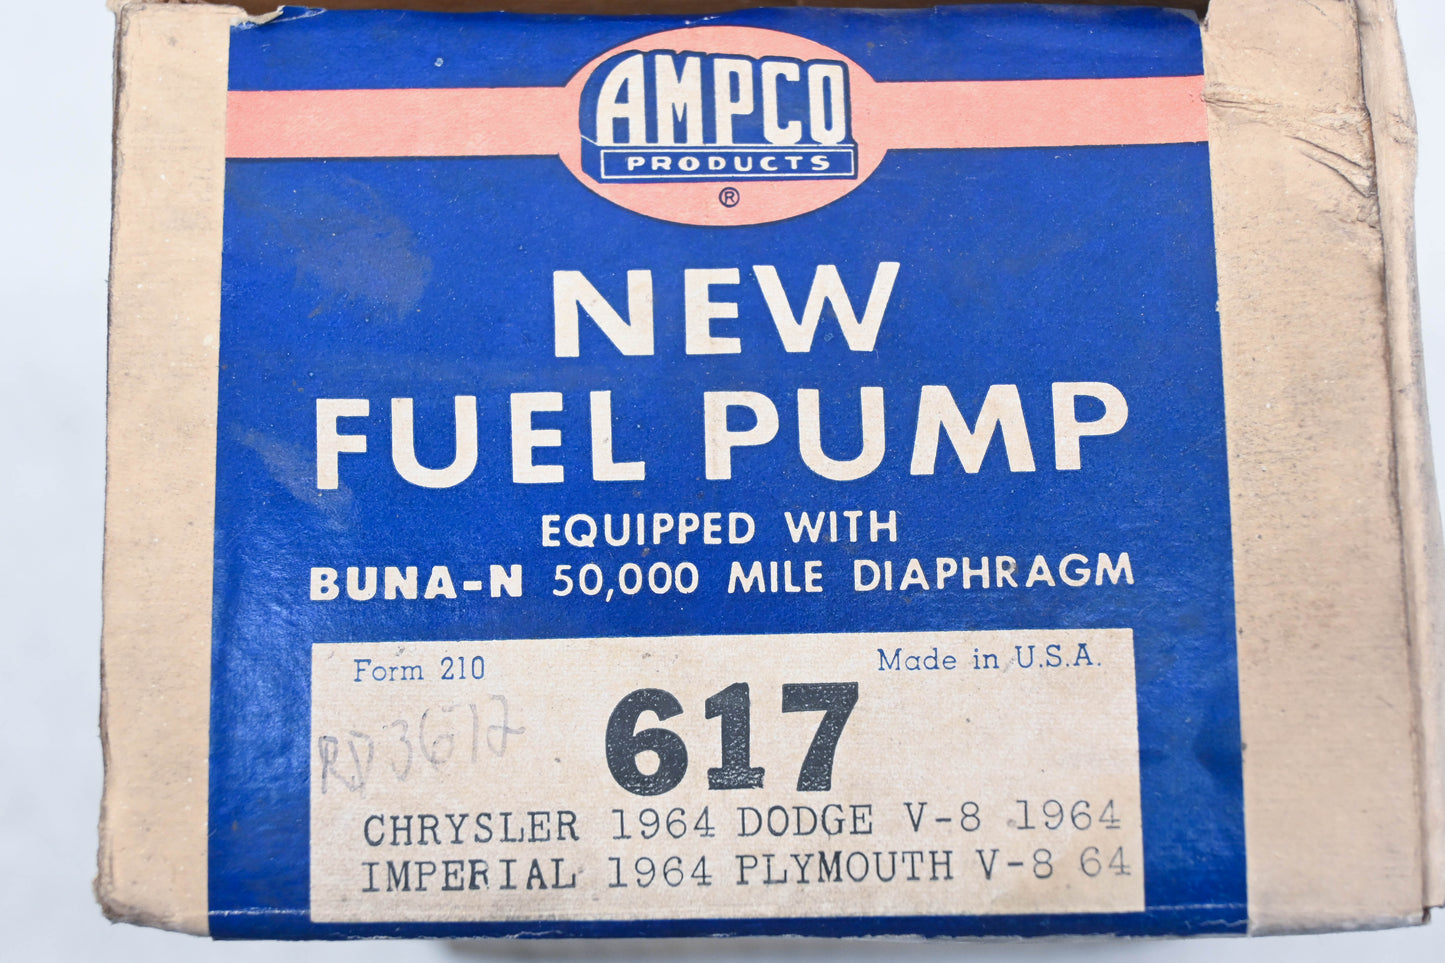 AMPCO
PRODUCTS
®
NEW
FUEL PUMP
EQUIPPED WITH
BUNA-N 50,000 MILE DIAPHRAGM
Form 210 Made in U.S.A.
RD3612
617
CHRYSLER 1964 DODGE V-8 1964
IMPERIAL 1964 PLYMOUTH V-8 64